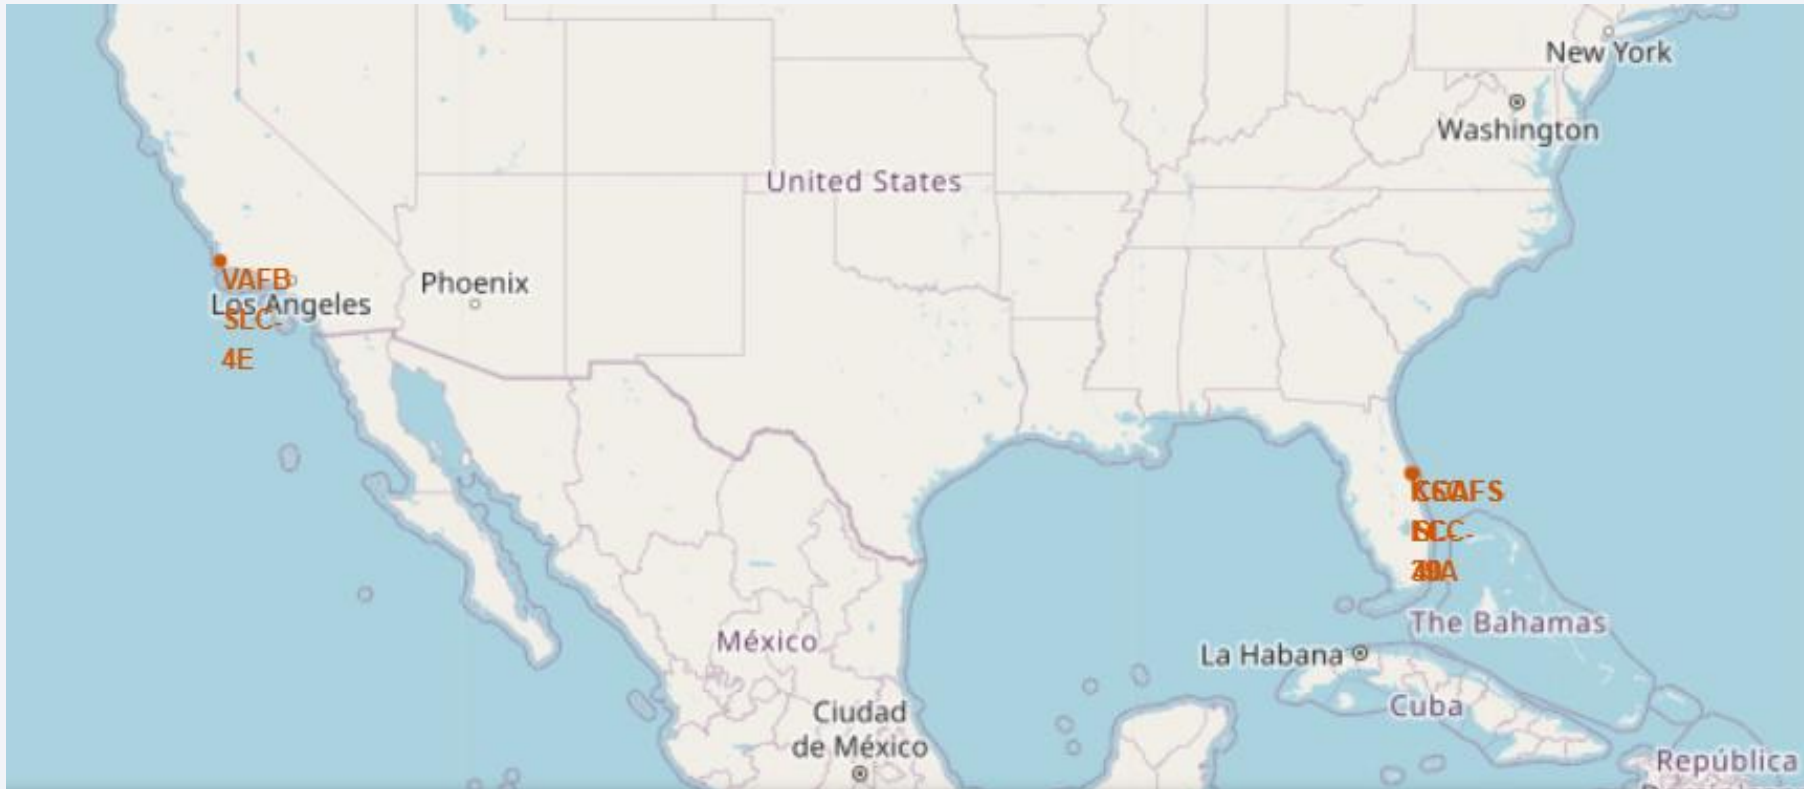 New York
Washington
United States
VAFB
SLC-
4E
Los Angeles
Phoenix
México
The Bahamas
La Habana
Cuba
Ciudad
de México
República